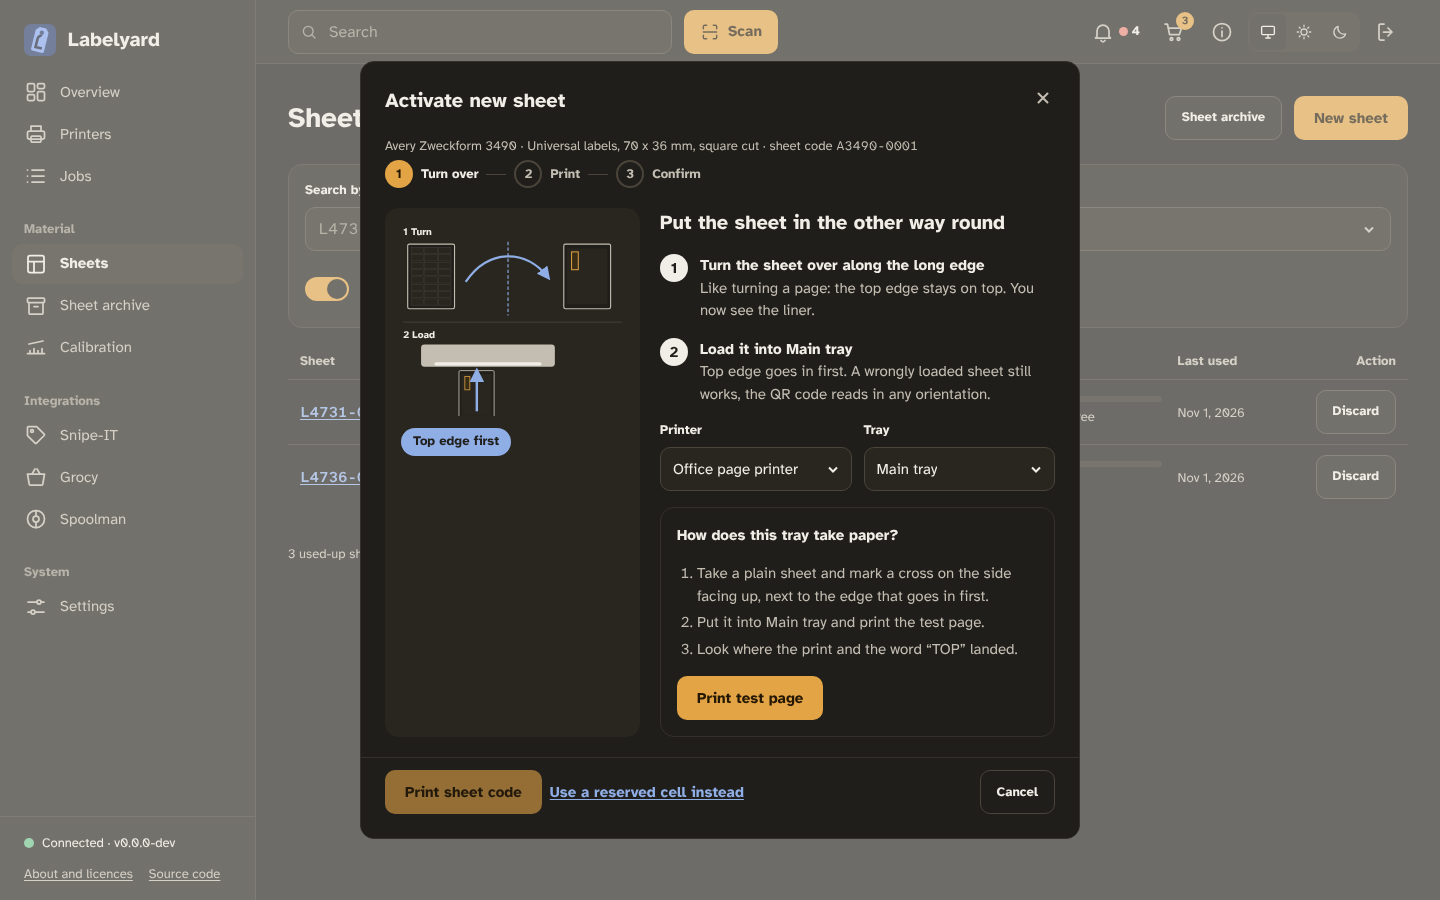 Labelyard
Search
Scan
4
3
Overview
Printers
Jobs
Material
Sheets
Sheet archive
Calibration
Integrations
Snipe-IT
Grocy
Spoolman
System
Settings
Connected · v0.0.0-dev
About and licences
Source code
Sheet archive
New sheet
Sheet
Last used
Action
Nov 1, 2026
Discard
Nov 1, 2026
Discard
Activate new sheet
Avery Zweckform 3490 · Universal labels, 70 x 36 mm, square cut · sheet code A3490-0001
1 Turn over
2 Print
3 Confirm
1 Turn
2 Load
Top edge first
Put the sheet in the other way round
1 Turn the sheet over along the long edge
Like turning a page: the top edge stays on top. You
now see the liner.
2 Load it into Main tray
Top edge goes in first. A wrongly loaded sheet still
works, the QR code reads in any orientation.
Printer
Tray
Office page printer
Main tray
How does this tray take paper?
1. Take a plain sheet and mark a cross on the side
facing up, next to the edge that goes in first.
2. Put it into Main tray and print the test page.
3. Look where the print and the word “TOP” landed.
Print test page
Print sheet code
Use a reserved cell instead
Cancel